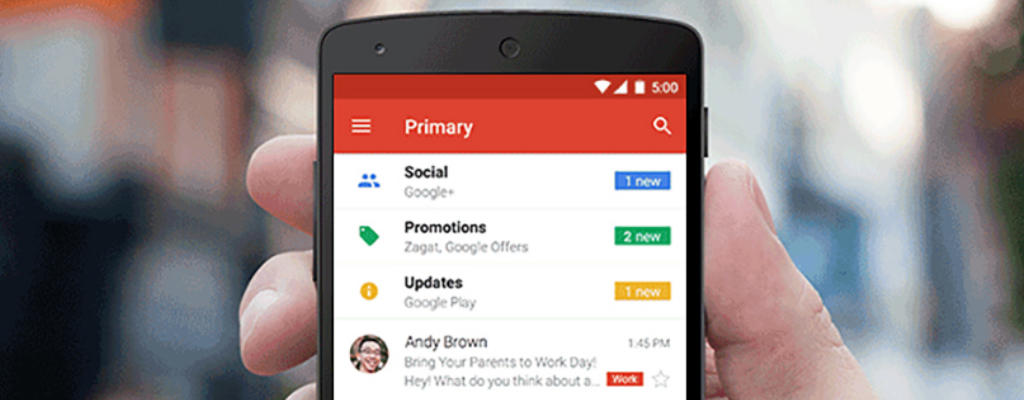 5:00
Primary
Social
1 new
Google+
Promotions
2 new
Zagat, Google Offers
Updates
1 new
Google Play
Andy Brown
1:45 PM
Bring Your Parents to Work Day!
Hey! What do you think about a...
Work